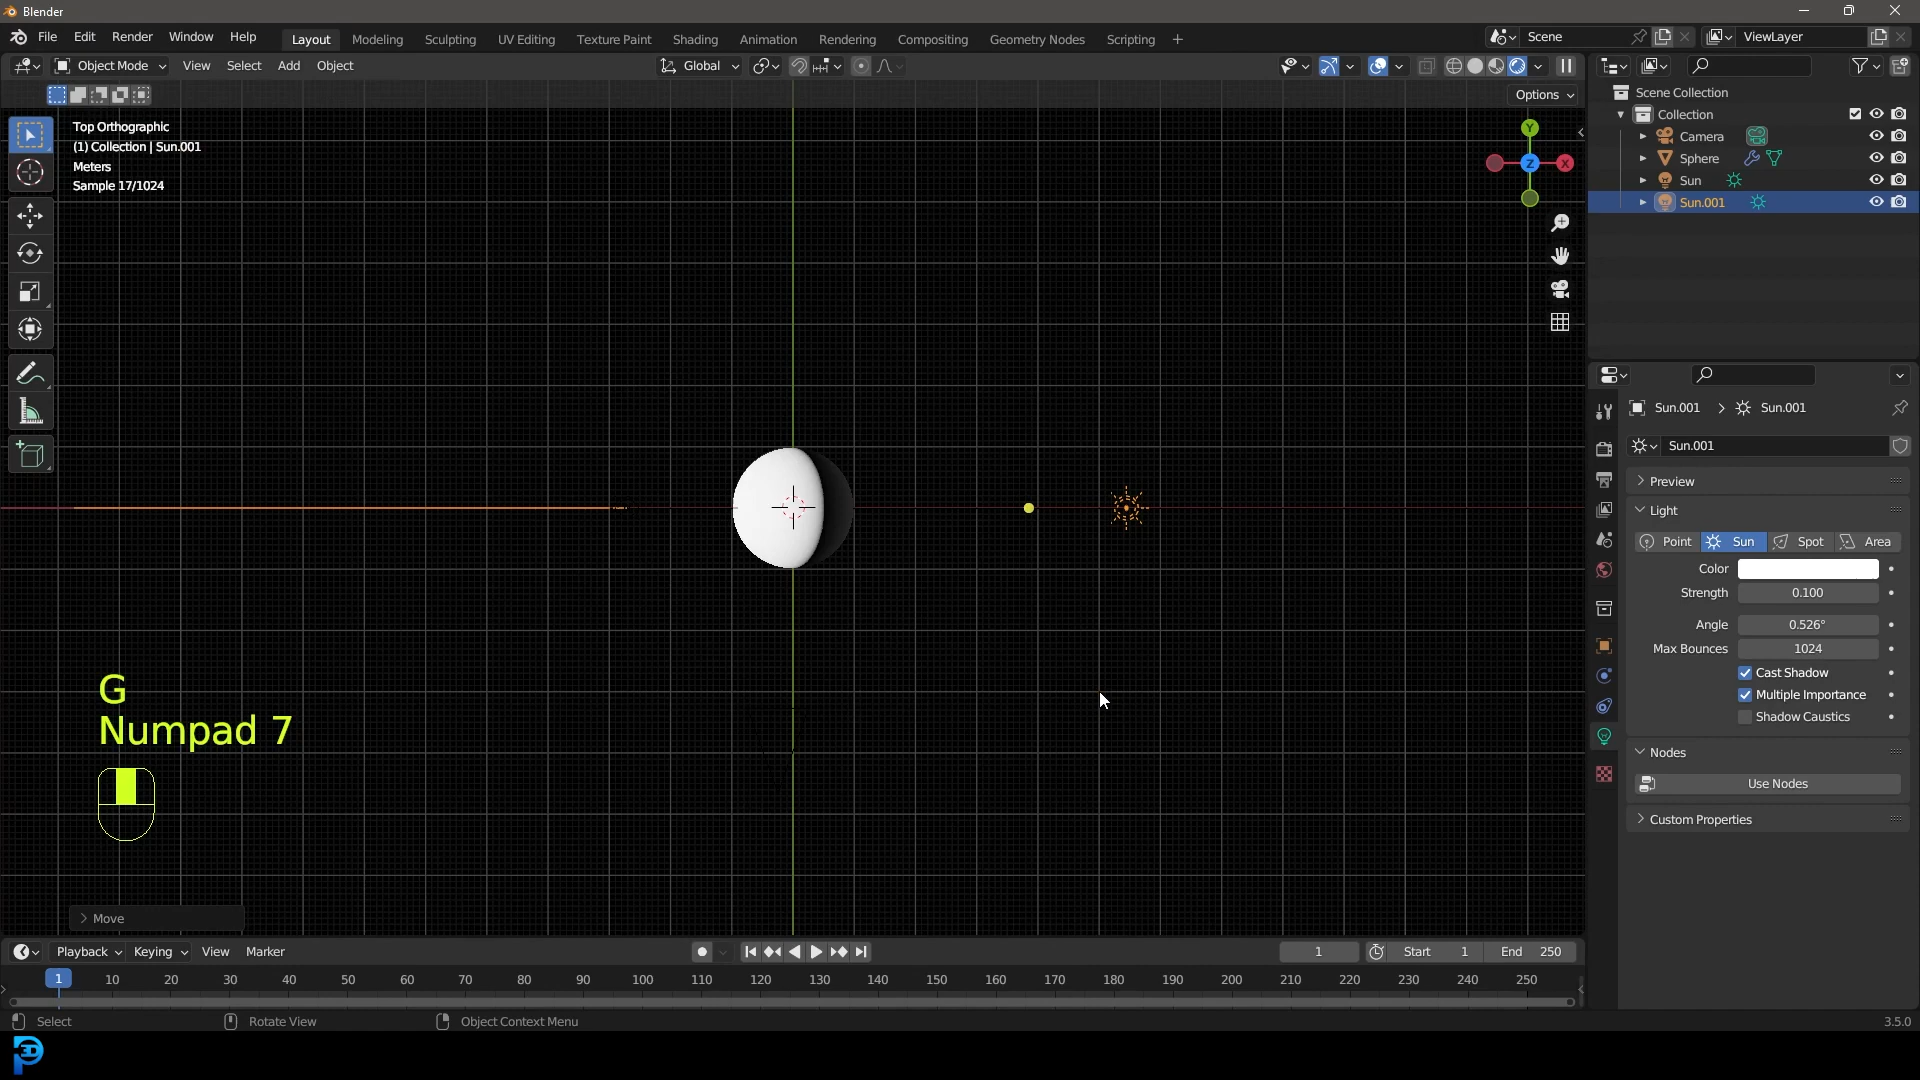 Blender
File Edit Render Window Help
Layout Modeling Sculpting UV Editing Texture Paint Shading Animation Rendering Compositing Geometry Nodes Scripting +
Scene
ViewLayer
Object Mode View Select Add Object
Global
Options
Top Orthographic
(1) Collection | Sun.001
Meters
Sample 17/1024
Y
Z
X
G
Numpad 7
Move
Scene Collection
Collection
Camera
Sphere
Sun
Sun.001
Sun.001 > Sun.001
Sun.001
Preview
Light
Point Sun Spot Area
Color
Strength 0.100
Angle 0.526°
Max Bounces 1024
Cast Shadow
Multiple Importance
Shadow Caustics
Nodes
Use Nodes
Custom Properties
Playback Keying View Marker
1 Start 1 End 250
1 10 20 30 40 50 60 70 80 90 100 110 120 130 140 150 160 170 180 190 200 210 220 230 240 250
Select Rotate View Object Context Menu
3.5.0
3D